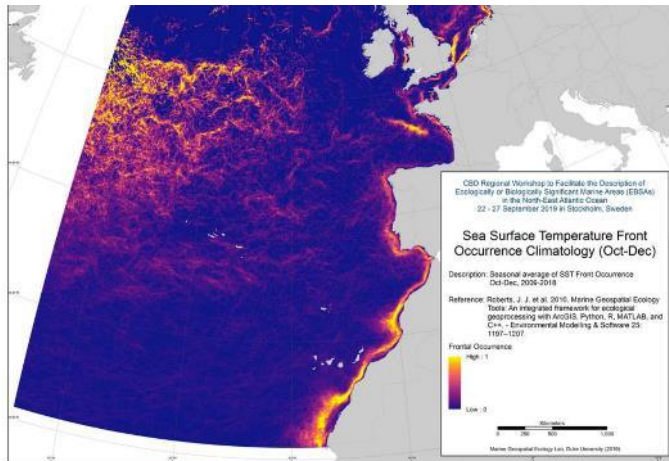 CBD Regional Workshop to Facilitate the Description of
Ecologically or Biologically Significant Marine Areas (EBSAs)
in the North-East Atlantic Ocean
22 - 27 September 2019 in Stockholm, Sweden
Sea Surface Temperature Front
Occurrence Climatology (Oct-Dec)
Description: Seasonal average of SST Front Occurrence
Oct-Dec, 2009-2018
Reference: Roberts, J. J. et al. 2010. Marine Geospatial Ecology
Tools: An integrated framework for ecological
geoprocessing with ArcGIS, Python, R, MATLAB, and
C++. - Environmental Modelling & Software 25:
1197-1207.
Frontal Occurrence:
High : 1
Low : 0
Kilometers
0 250 500 1,000
Marine Geospatial Ecology Lab, Duke University (2019)